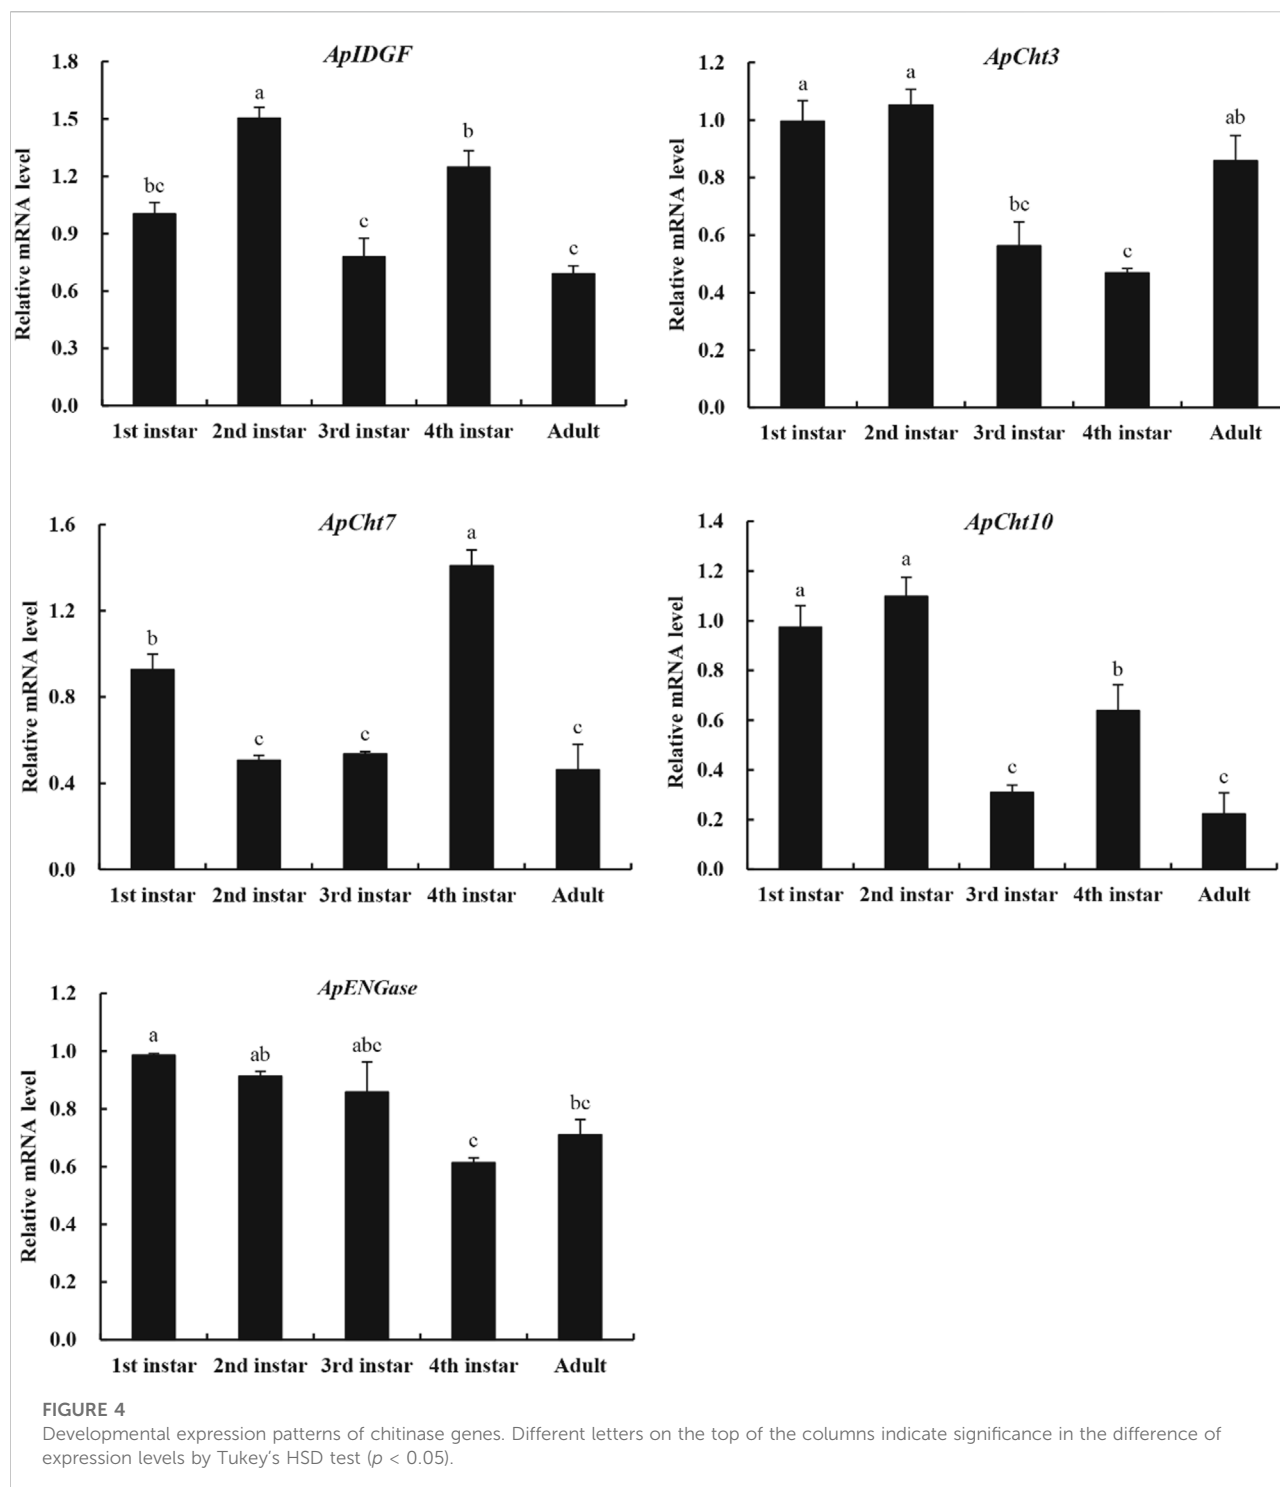 ApIDGF
Relative mRNA level
1.8
1.5
1.2
0.9
0.6
0.3
0.0
bc
a
c
b
c
1st instar 2nd instar 3rd instar 4th instar Adult
ApCht3
Relative mRNA level
1.2
1.0
0.8
0.6
0.4
0.2
0.0
a
a
bc
c
ab
1st instar 2nd instar 3rd instar 4th instar Adult
ApCht7
Relative mRNA level
1.6
1.2
0.8
0.4
0.0
b
c
c
a
c
1st instar 2nd instar 3rd instar 4th instar Adult
ApCht10
Relative mRNA level
1.4
1.2
1.0
0.8
0.6
0.4
0.2
0.0
a
a
c
b
c
1st instar 2nd instar 3rd instar 4th instar Adult
ApENGase
Relative mRNA level
1.2
1.0
0.8
0.6
0.4
0.2
0.0
a
ab
abc
c
bc
1st instar 2nd instar 3rd instar 4th instar Adult
FIGURE 4
Developmental expression patterns of chitinase genes. Different letters on the top of the columns indicate significance in the difference of
expression levels by Tukey's HSD test (p < 0.05).